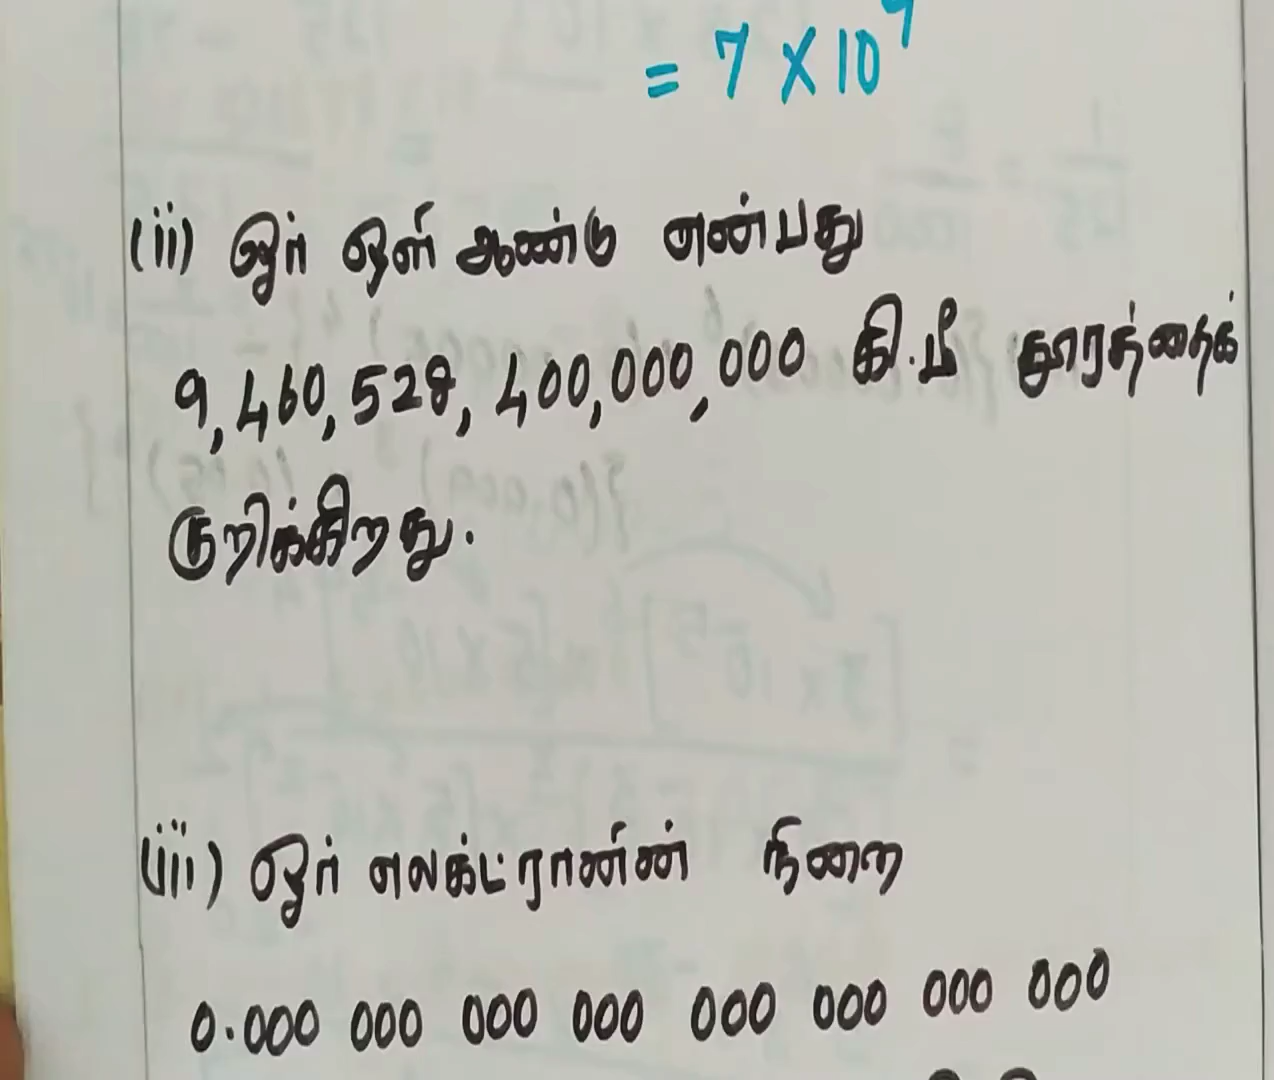 = 7 × 10⁹
(ii) ஓர் ஒளி ஆண்டு என்பது
9,460,528,400,000,000 கி.மீ தூரத்தைக்
குறிக்கிறது.
(iii) ஓர் எலக்ட்ரானின் நிறை
0.000 000 000 000 000 000 000 000